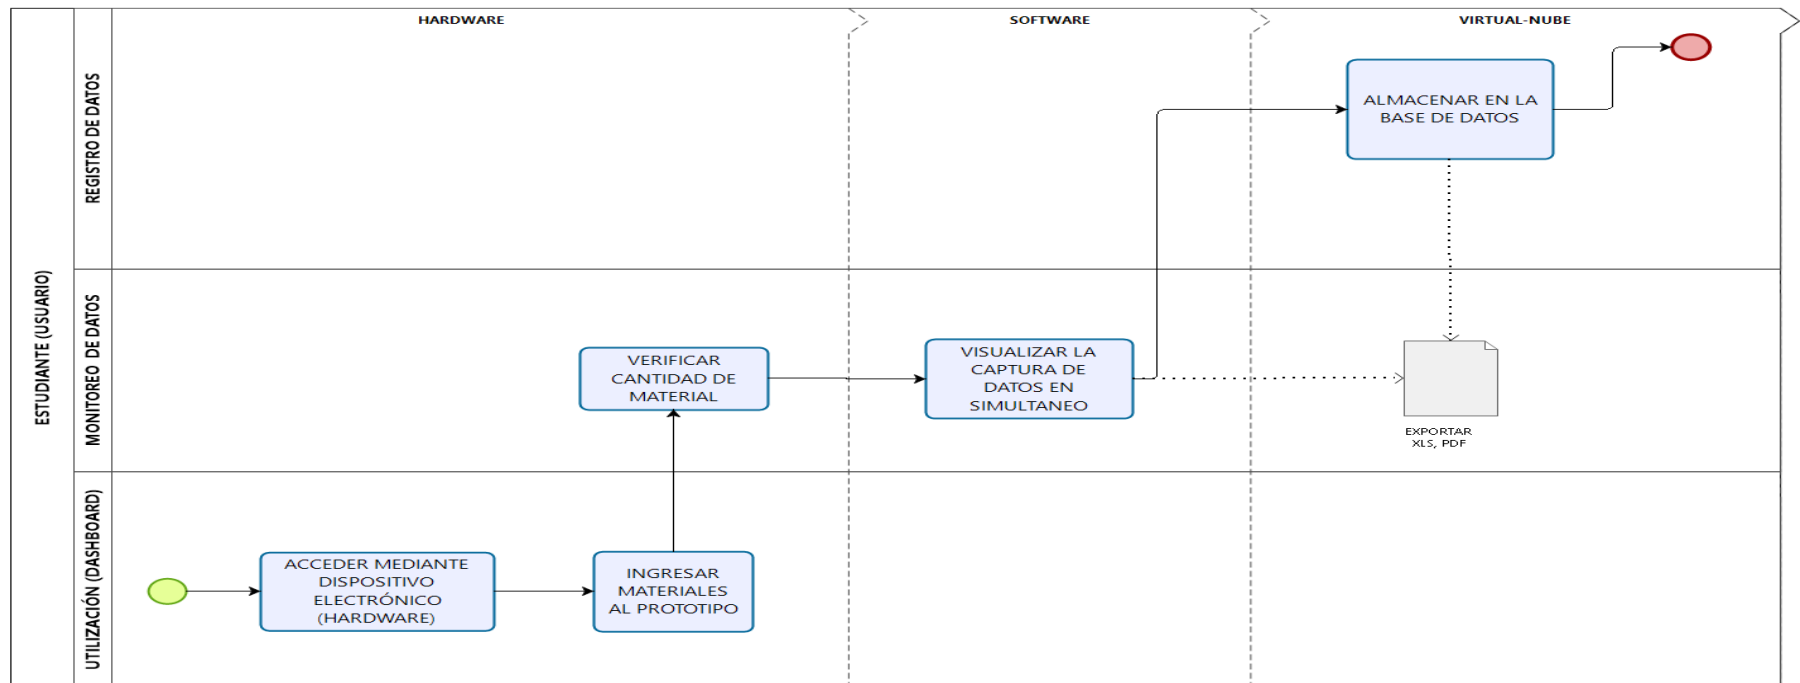 HARDWARE
SOFTWARE
VIRTUAL-NUBE
ESTUDIANTE (USUARIO)
REGISTRO DE DATOS
ALMACENAR EN LA
BASE DE DATOS
MONITOREO DE DATOS
VERIFICAR
CANTIDAD DE
MATERIAL
VISUALIZAR LA
CAPTURA DE
DATOS EN
SIMULTANEO
EXPORTAR
XLS, PDF
UTILIZACIÓN (DASHBOARD)
ACCEDER MEDIANTE
DISPOSITIVO
ELECTRÓNICO
(HARDWARE)
INGRESAR
MATERIALES
AL PROTOTIPO